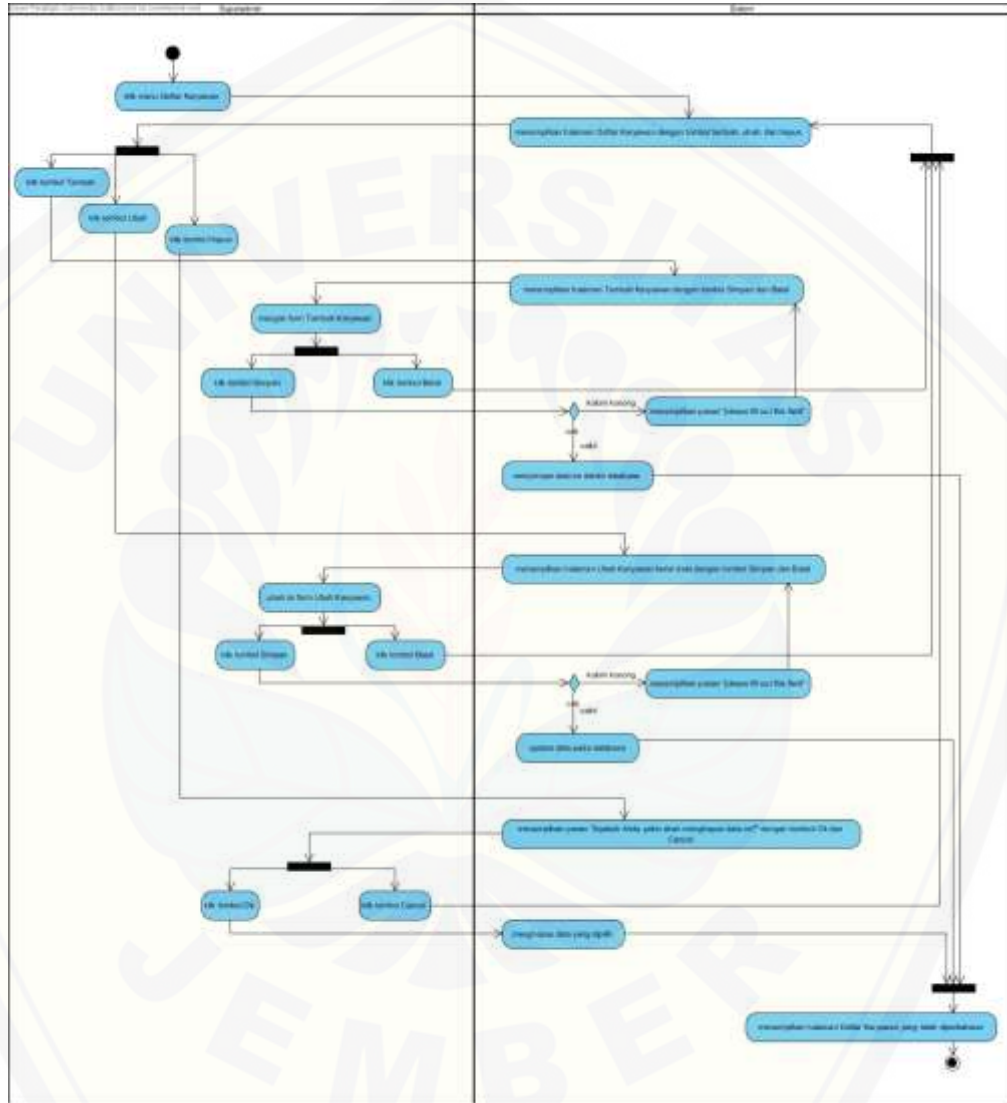 Superadmin
Sistem
klik menu Daftar Karyawan
menampilkan halaman Daftar Karyawan dengan tombol tambah, ubah, dan hapus
klik tombol Tambah
klik tombol Ubah
klik tombol Hapus
menampilkan halaman Tambah Karyawan dengan tombol Simpan dan Batal
mengisi form Tambah Karyawan
klik tombol Simpan
klik tombol Batal
kolom kosong
menampilkan pesan "please fill out this field"
cek
valid
menyimpan data ke dalam database
menampilkan halaman Ubah Karyawan dengan tombol Simpan dan Batal
ubah isi form Ubah Karyawan
klik tombol Simpan
klik tombol Batal
kolom kosong
menampilkan pesan "please fill out this field"
cek
valid
update data pada database
menampilkan pesan "Apakah Anda yakin akan menghapus data ini?" dengan tombol Ok dan
Cancel
klik tombol Ok
klik tombol Cancel
menghapus data yang dipilih
menampilkan halaman Daftar Karyawan yang telah diperbaharui
UNIVERSITAS
JEMBER